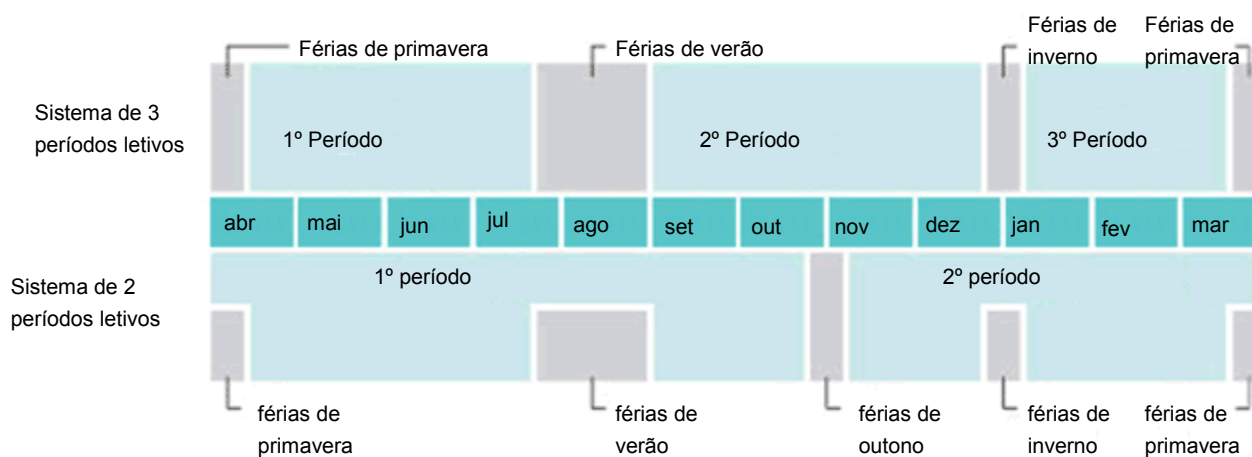 Férias de primavera
Férias de verão
Férias de
inverno
Férias de
primavera
Sistema de 3
períodos letivos
1º Período
2º Período
3º Período
abr
mai
jun
jul
ago
set
out
nov
dez
jan
fev
mar
Sistema de 2
períodos letivos
1º período
2º período
férias de
primavera
férias de
verão
férias de
outono
férias de
inverno
férias de
primavera